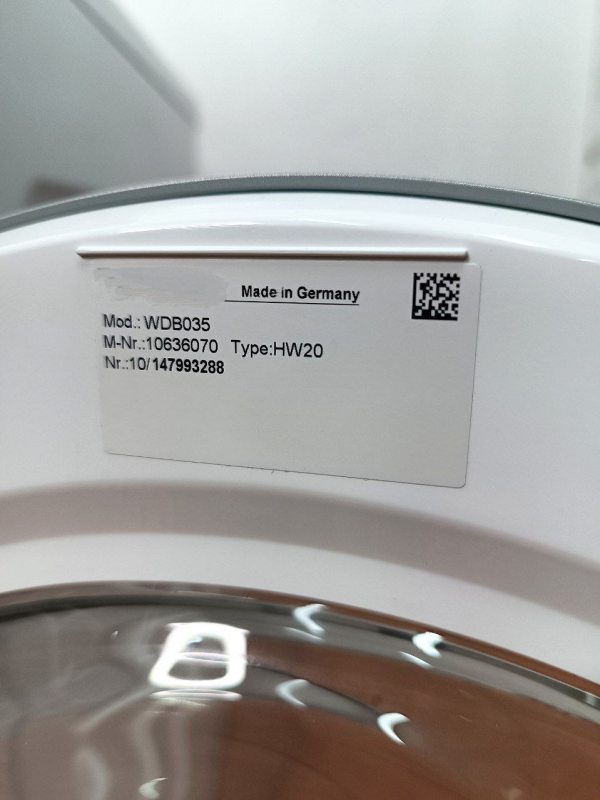 Made in Germany
Mod.: WDB035
M-Nr.:10636070 Type:HW20
Nr.:10/147993288